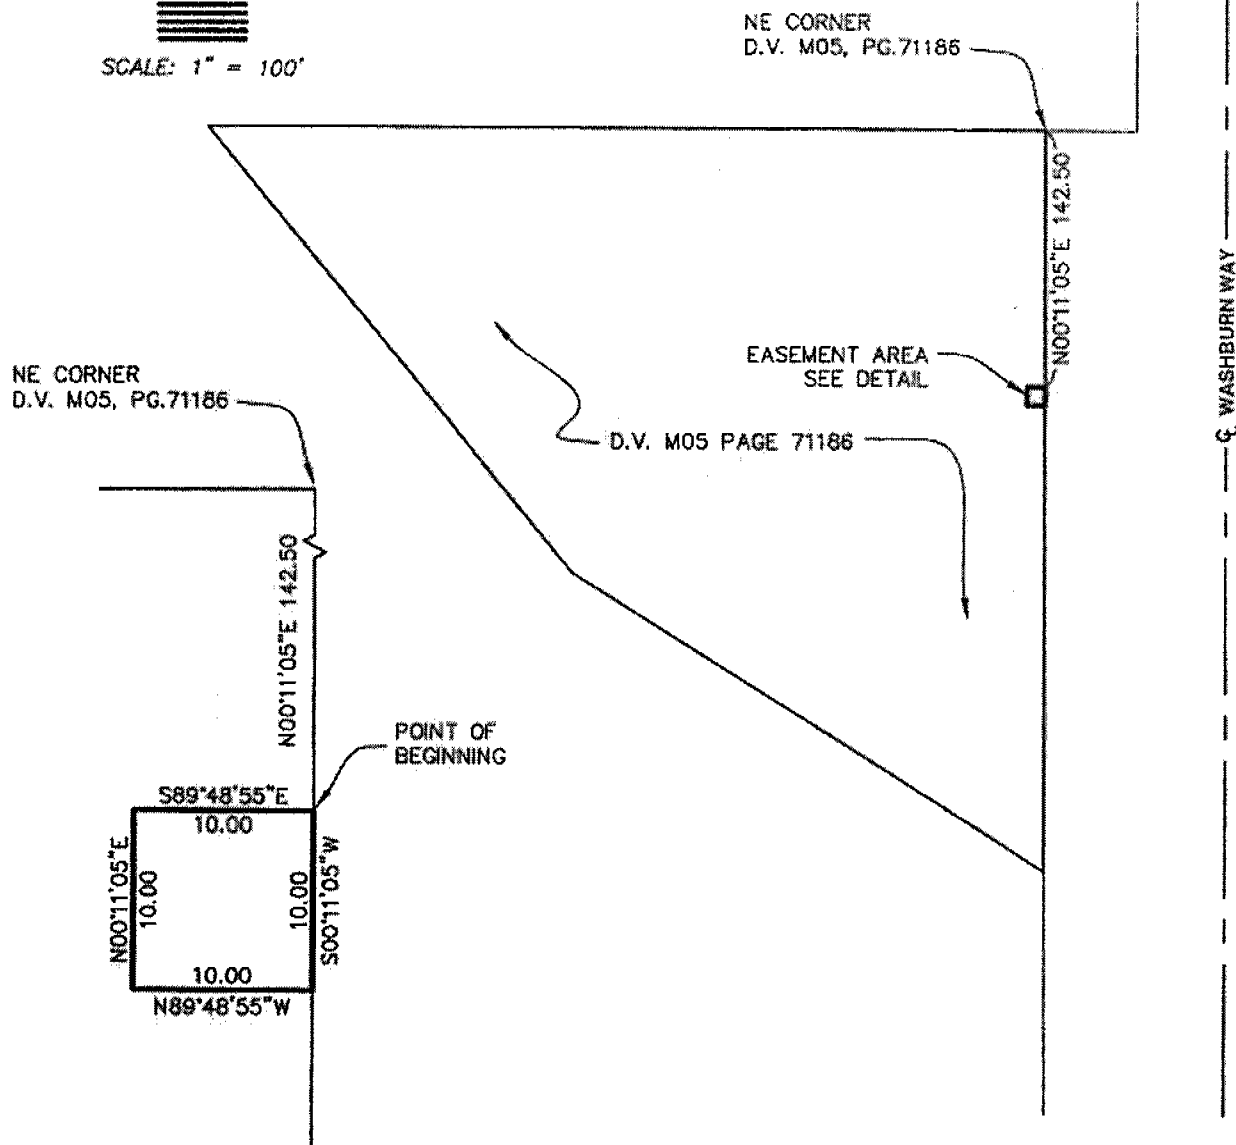 SCALE: 1" = 100'
NE CORNER
D.V. M05, PG.71186
N00°11'05"E 142.50
EASEMENT AREA
SEE DETAIL
D.V. M05 PAGE 71186
℄ WASHBURN WAY
NE CORNER
D.V. M05, PG.71186
N00°11'05"E 142.50
POINT OF
BEGINNING
S89°48'55"E
10.00
N00°11'05"E
10.00
10.00
S00°11'05"W
10.00
N89°48'55"W